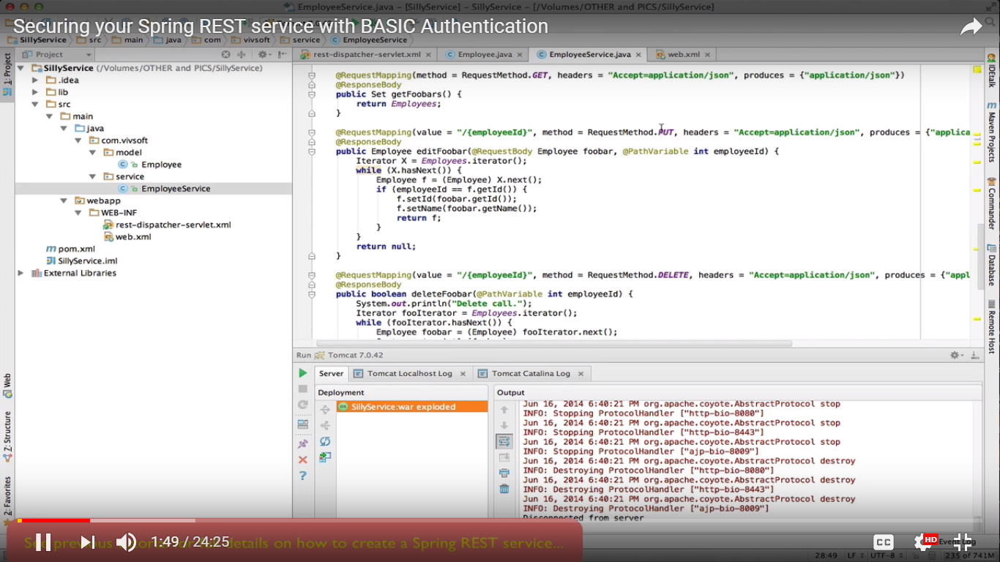 EmployeeService.java - [SillyService] - SillyService - [/Volumes/OTHER and PICS/SillyService]
Securing your Spring REST service with BASIC Authentication
SillyService src main java com vivsoft service EmployeeService
Project
rest-dispatcher-servlet.xml Employee.java EmployeeService.java web.xml
1: Project
SillyService (/Volumes/OTHER and PICS/SillyService)
.idea
lib
src
main
java
com.vivsoft
model
Employee
service
EmployeeService
webapp
WEB-INF
rest-dispatcher-servlet.xml
web.xml
pom.xml
SillyService.iml
External Libraries
Web
Z: Structure
2: Favorites
@RequestMapping(method = RequestMethod.GET, headers = "Accept=application/json", produces = {"application/json"})
@ResponseBody
public Set getFoobars() {
return Employees;
}
@RequestMapping(value = "/{employeeId}", method = RequestMethod.PUT, headers = "Accept=application/json", produces = {"applica
@ResponseBody
public Employee editFoobar(@RequestBody Employee foobar, @PathVariable int employeeId) {
Iterator X = Employees.iterator();
while (X.hasNext()) {
Employee f = (Employee) X.next();
if (employeeId == f.getId()) {
f.setId(foobar.getId());
f.setName(foobar.getName());
return f;
}
}
return null;
}
@RequestMapping(value = "/{employeeId}", method = RequestMethod.DELETE, headers = "Accept=application/json", produces = {"appl
@ResponseBody
public boolean deleteFoobar(@PathVariable int employeeId) {
System.out.println("Delete call.");
Iterator fooIterator = Employees.iterator();
while (fooIterator.hasNext()) {
Employee foobar = (Employee) fooIterator.next();
IDEtalk
m Maven Projects
Commander
Database
Remote Host
Run Tomcat 7.0.42
Server Tomcat Localhost Log Tomcat Catalina Log
Deployment
SillyService:war exploded
Output
Jun 16, 2014 6:40:21 PM org.apache.coyote.AbstractProtocol stop
INFO: Stopping ProtocolHandler ["http-bio-8080"]
Jun 16, 2014 6:40:21 PM org.apache.coyote.AbstractProtocol stop
INFO: Stopping ProtocolHandler ["http-bio-8443"]
Jun 16, 2014 6:40:21 PM org.apache.coyote.AbstractProtocol stop
INFO: Stopping ProtocolHandler ["ajp-bio-8009"]
Jun 16, 2014 6:40:21 PM org.apache.coyote.AbstractProtocol destroy
INFO: Destroying ProtocolHandler ["http-bio-8080"]
Jun 16, 2014 6:40:21 PM org.apache.coyote.AbstractProtocol destroy
INFO: Destroying ProtocolHandler ["http-bio-8443"]
Jun 16, 2014 6:40:21 PM org.apache.coyote.AbstractProtocol destroy
INFO: Destroying ProtocolHandler ["ajp-bio-8009"]
Disconnected from server
previous details on how to create a Spring REST service...
1:49 / 24:25
CC HD
Event Log
28:49 LF UTF-8 235 of 741M